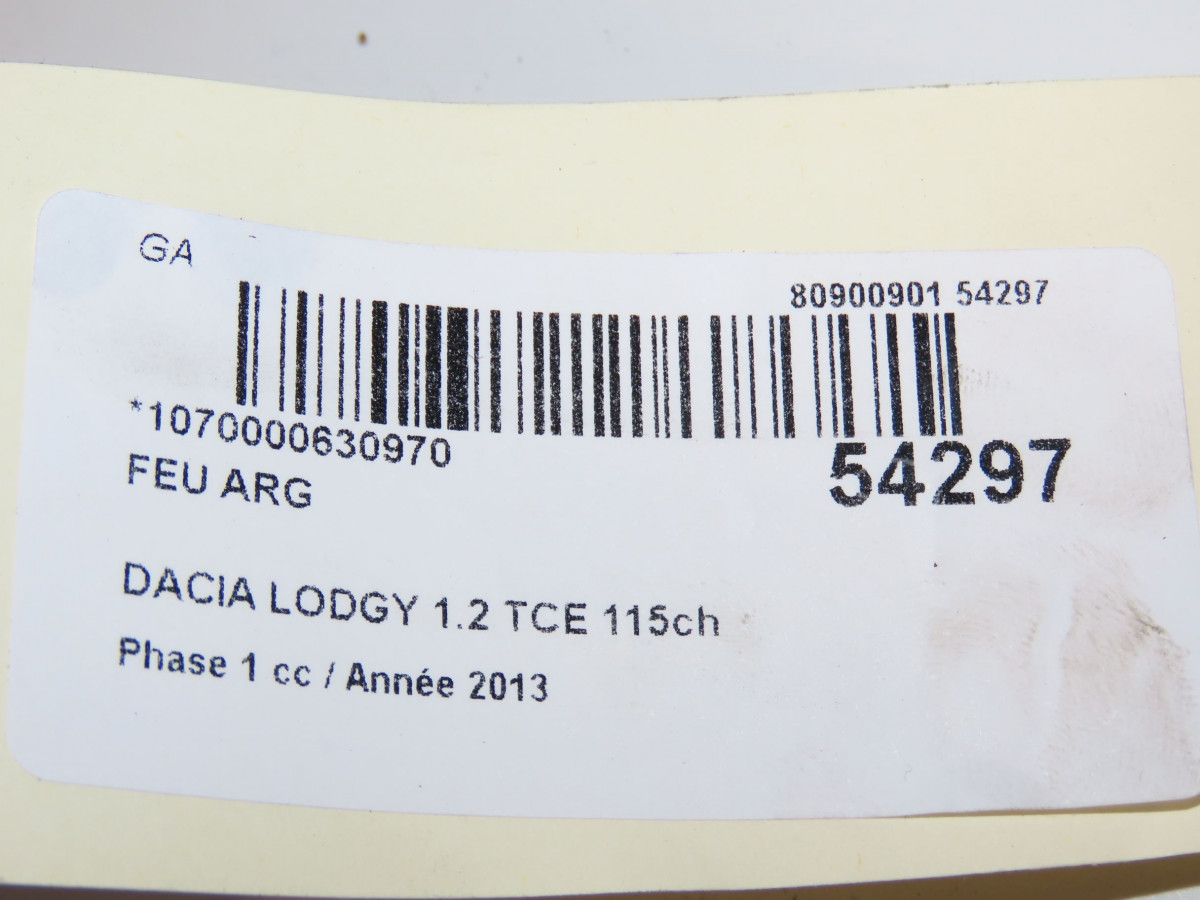 GA
80900901 54297
*1070000630970
54297
FEU ARG
DACIA LODGY 1.2 TCE 115ch
Phase 1 cc / Année 2013